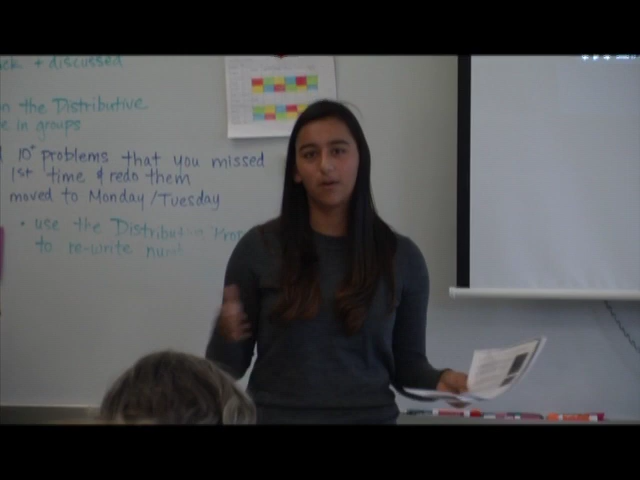 + discussed
on the Distributive
in groups
10+ problems that you missed
1st time & redo them
moved to Monday/Tuesday
• use the
to re-write